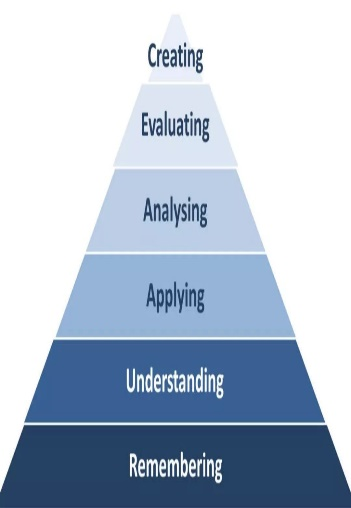 Creating
Evaluating
Analysing
Applying
Understanding
Remembering